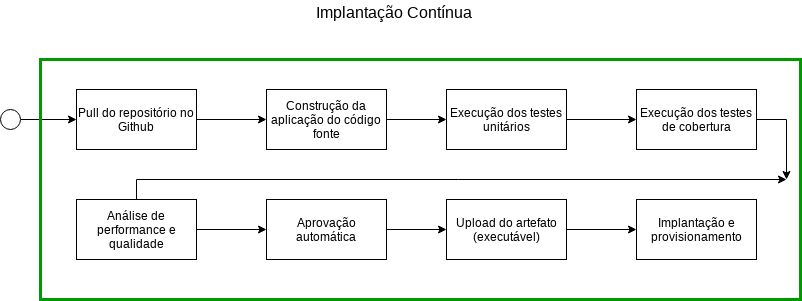 Implantação Contínua
Pull do repositório no
Github
Construção da
aplicação do código
fonte
Execução dos testes
unitários
Execução dos testes
de cobertura
Análise de
performance e
qualidade
Aprovação
automática
Upload do artefato
(executável)
Implantação e
provisionamento